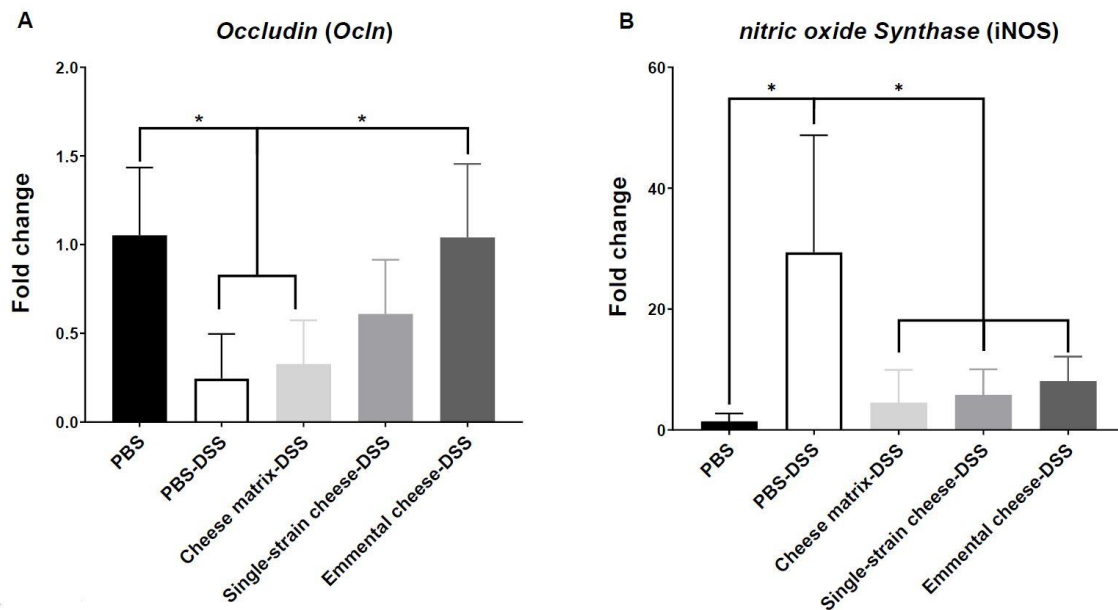 A
Occludin (Ocln)
Fold change
2.0
1.5
1.0
0.5
0.0
*
*
PBS
PBS-DSS
Cheese matrix-DSS
Single-strain cheese-DSS
Emmental cheese-DSS
B
nitric oxide Synthase (iNOS)
Fold change
60
40
20
0
*
*
PBS
PBS-DSS
Cheese matrix-DSS
Single-strain cheese-DSS
Emmental cheese-DSS